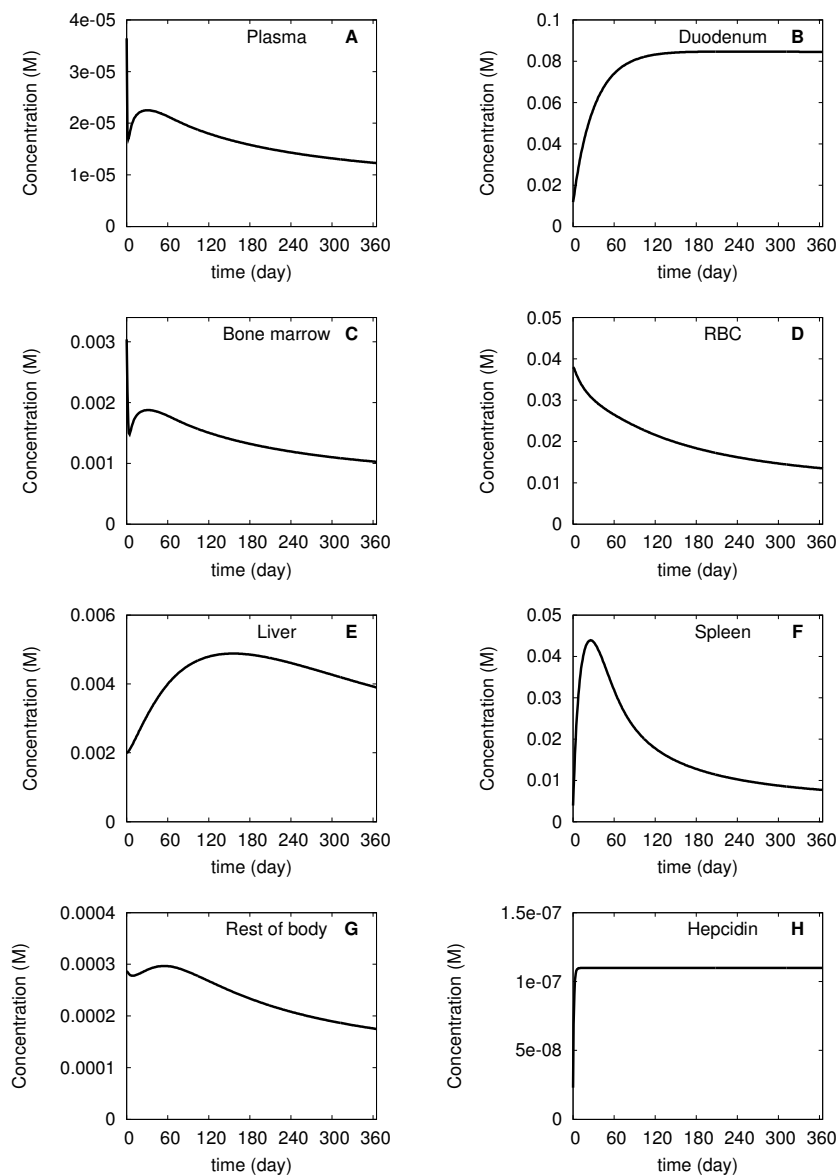 Plasma A
4e-05
3e-05
2e-05
1e-05
0
Concentration (M)
0 60 120 180 240 300 360
time (day)
Duodenum B
0.1
0.08
0.06
0.04
0.02
0
Concentration (M)
0 60 120 180 240 300 360
time (day)
Bone marrow C
0.003
0.002
0.001
0
Concentration (M)
0 60 120 180 240 300 360
time (day)
RBC D
0.05
0.04
0.03
0.02
0.01
0
Concentration (M)
0 60 120 180 240 300 360
time (day)
Liver E
0.006
0.004
0.002
0
Concentration (M)
0 60 120 180 240 300 360
time (day)
Spleen F
0.05
0.04
0.03
0.02
0.01
0
Concentration (M)
0 60 120 180 240 300 360
time (day)
Rest of body G
0.0004
0.0003
0.0002
0.0001
0
Concentration (M)
0 60 120 180 240 300 360
time (day)
Hepcidin H
1.5e-07
1e-07
5e-08
0
Concentration (M)
0 60 120 180 240 300 360
time (day)